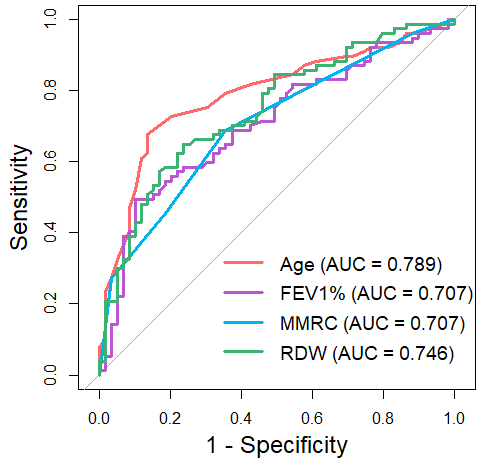 1.0
0.8
0.6
0.4
0.2
0.0
Sensitivity
Age (AUC = 0.789)
FEV1% (AUC = 0.707)
MMRC (AUC = 0.707)
RDW (AUC = 0.746)
0.0 0.2 0.4 0.6 0.8 1.0
1 - Specificity